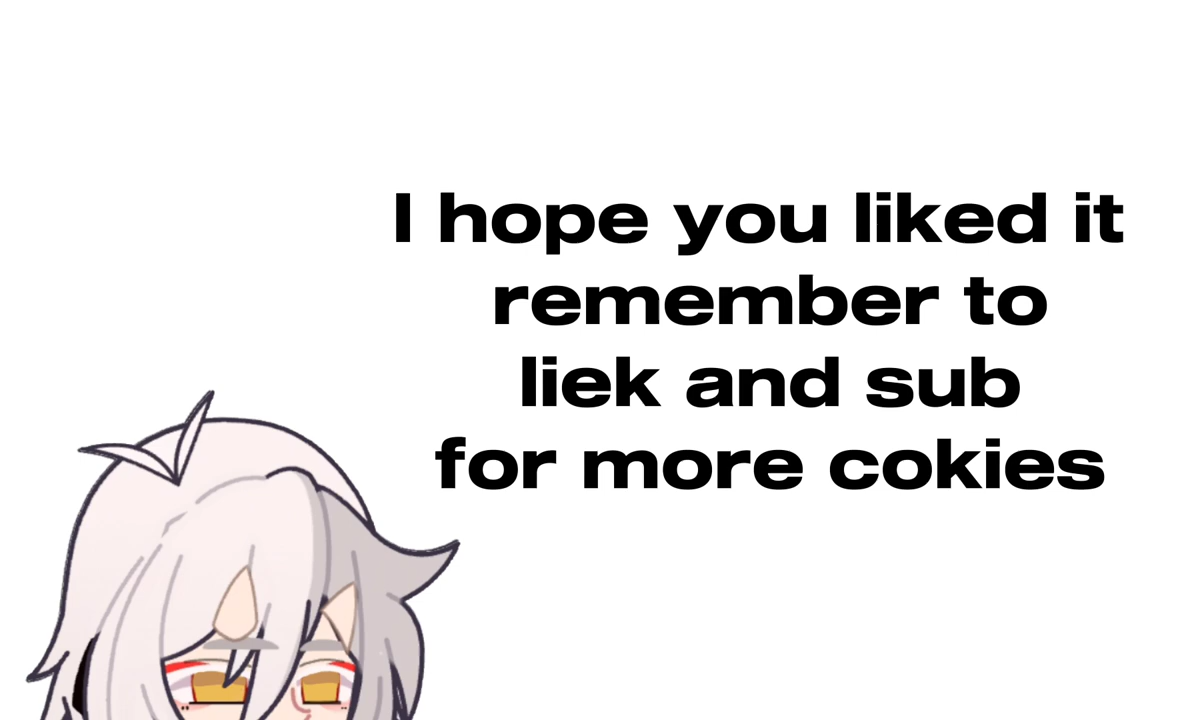 I hope you liked it
remember to
liek and sub
for more cokies